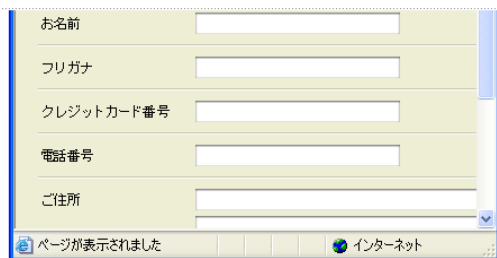 お名前
フリガナ
クレジットカード番号
電話番号
ご住所
ページが表示されました
インターネット